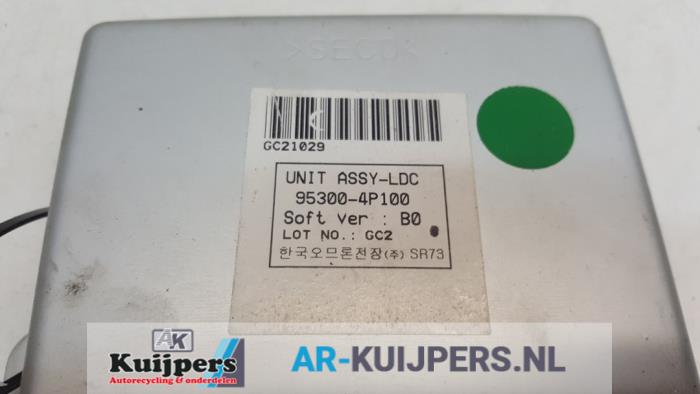 >SECU<
GC21029
UNIT ASSY-LDC
95300-4P100
Soft Ver : B0
LOT NO.: GC2
한국오므론전장(주) SR73
AK
Kuijpers
Autorecycling & onderdelen
AR-KUIJPERS.NL